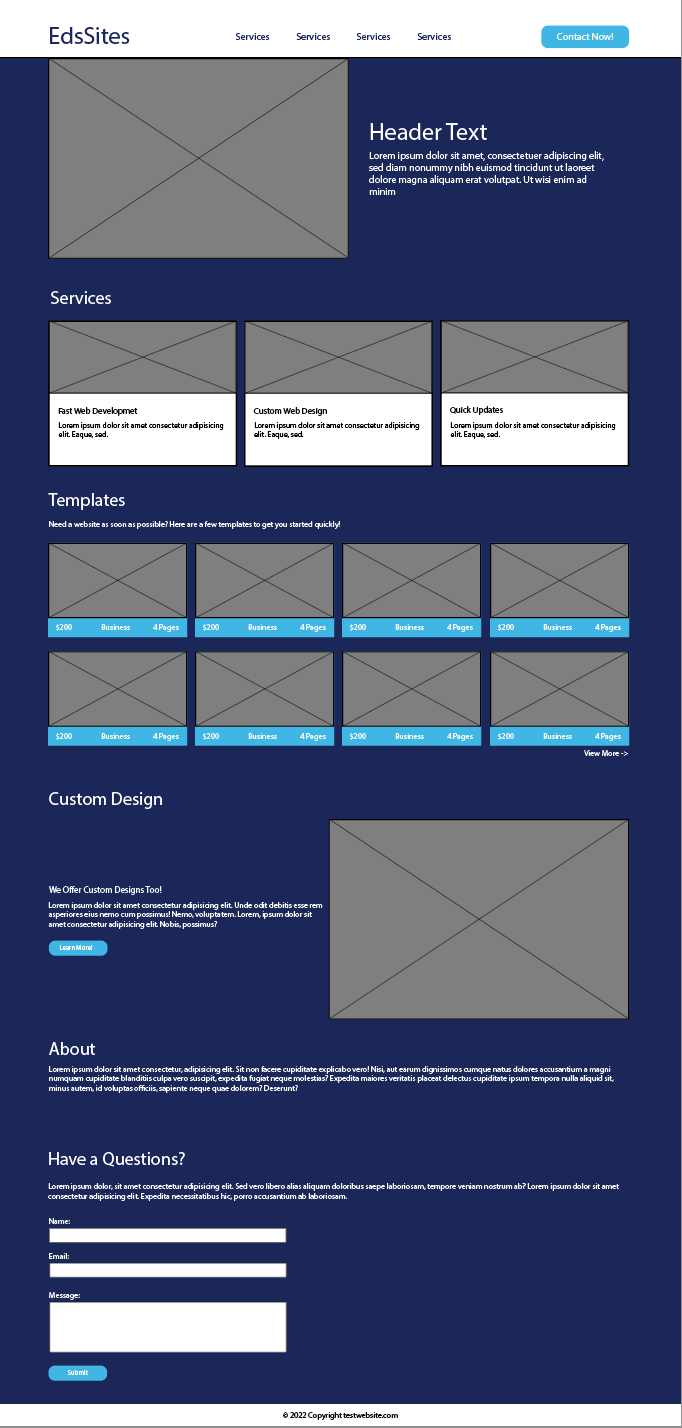 EdsSites
Services Services Services Services
Contact Now!
Header Text
Lorem ipsum dolor sit amet, consectetuer adipiscing elit,
sed diam nonummy nibh euismod tincidunt ut laoreet
dolore magna aliquam erat volutpat. Ut wisi enim ad
minim
Services
Fast Web Developmet
Lorem ipsum dolor sit amet consectetur adipisicing
elit. Eaque, sed.
Custom Web Design
Lorem ipsum dolor sit amet consectetur adipisicing
elit. Eaque, sed.
Quick Updates
Lorem ipsum dolor sit amet consectetur adipisicing
elit. Eaque, sed.
Templates
Need a website as soon as possible? Here are a few templates to get you started quickly!
$200 Business 4 Pages
$200 Business 4 Pages
$200 Business 4 Pages
$200 Business 4 Pages
$200 Business 4 Pages
$200 Business 4 Pages
$200 Business 4 Pages
$200 Business 4 Pages
View More ->
Custom Design
We Offer Custom Designs Too!
Lorem ipsum dolor sit amet consectetur adipisicing elit. Unde odit debitis esse rem
asperiores eius nemo cum possimus! Nemo, voluptatem. Lorem, ipsum dolor sit
amet consectetur adipisicing elit. Nobis, possimus?
Learn More!
About
Lorem ipsum dolor sit amet consectetur, adipisicing elit. Sit non facere cupiditate explicabo vero! Nisi, aut earum dignissimos cumque natus dolores accusantium a magni
numquam cupiditate blanditiis culpa vero suscipit, expedita fugiat neque molestias? Expedita maiores veritatis placeat delectus cupiditate ipsum tempora nulla aliquid sit,
minus autem, id voluptas officiis, sapiente neque quae dolorem? Deserunt?
Have a Questions?
Lorem ipsum dolor, sit amet consectetur adipisicing elit. Sed vero libero alias aliquam doloribus saepe laboriosam, tempore veniam nostrum ab? Lorem ipsum dolor sit amet
consectetur adipisicing elit. Expedita necessitatibus hic, porro accusantium ab laboriosam.
Name:
Email:
Message:
Submit
© 2022 Copyright testwebsite.com